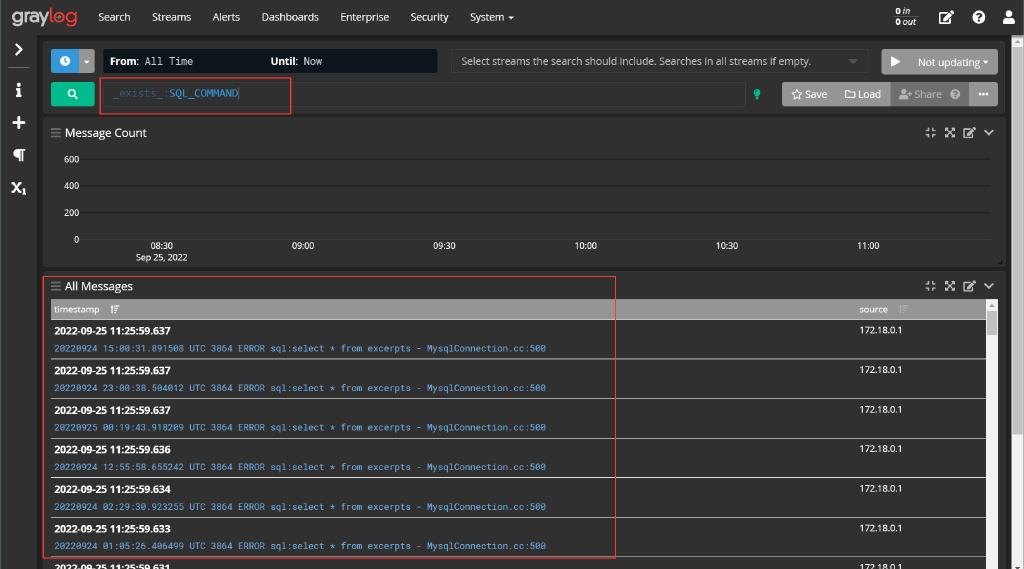 graylog Search Streams Alerts Dashboards Enterprise Security System 0 in
0 out
From: All Time Until: Now Select streams the search should include. Searches in all streams if empty. Not updating
_exists_:SQL_COMMAND Save Load Share
Message Count
600
400
200
0
08:30 09:00 09:30 10:00 10:30 11:00
Sep 25, 2022
All Messages
timestamp source
2022-09-25 11:25:59.637 172.18.0.1
20220924 15:00:31.891508 UTC 3864 ERROR sql:select * from excerpts - MysqlConnection.cc:500
2022-09-25 11:25:59.637 172.18.0.1
20220924 23:00:38.504012 UTC 3864 ERROR sql:select * from excerpts - MysqlConnection.cc:500
2022-09-25 11:25:59.637 172.18.0.1
20220925 00:19:43.918209 UTC 3864 ERROR sql:select * from excerpts - MysqlConnection.cc:500
2022-09-25 11:25:59.636 172.18.0.1
20220924 12:55:58.655242 UTC 3864 ERROR sql:select * from excerpts - MysqlConnection.cc:500
2022-09-25 11:25:59.634 172.18.0.1
20220924 02:29:30.923255 UTC 3864 ERROR sql:select * from excerpts - MysqlConnection.cc:500
2022-09-25 11:25:59.633 172.18.0.1
20220924 01:05:26.406499 UTC 3864 ERROR sql:select * from excerpts - MysqlConnection.cc:500
2022-09-25 11:25:59.631 172.18.0.1